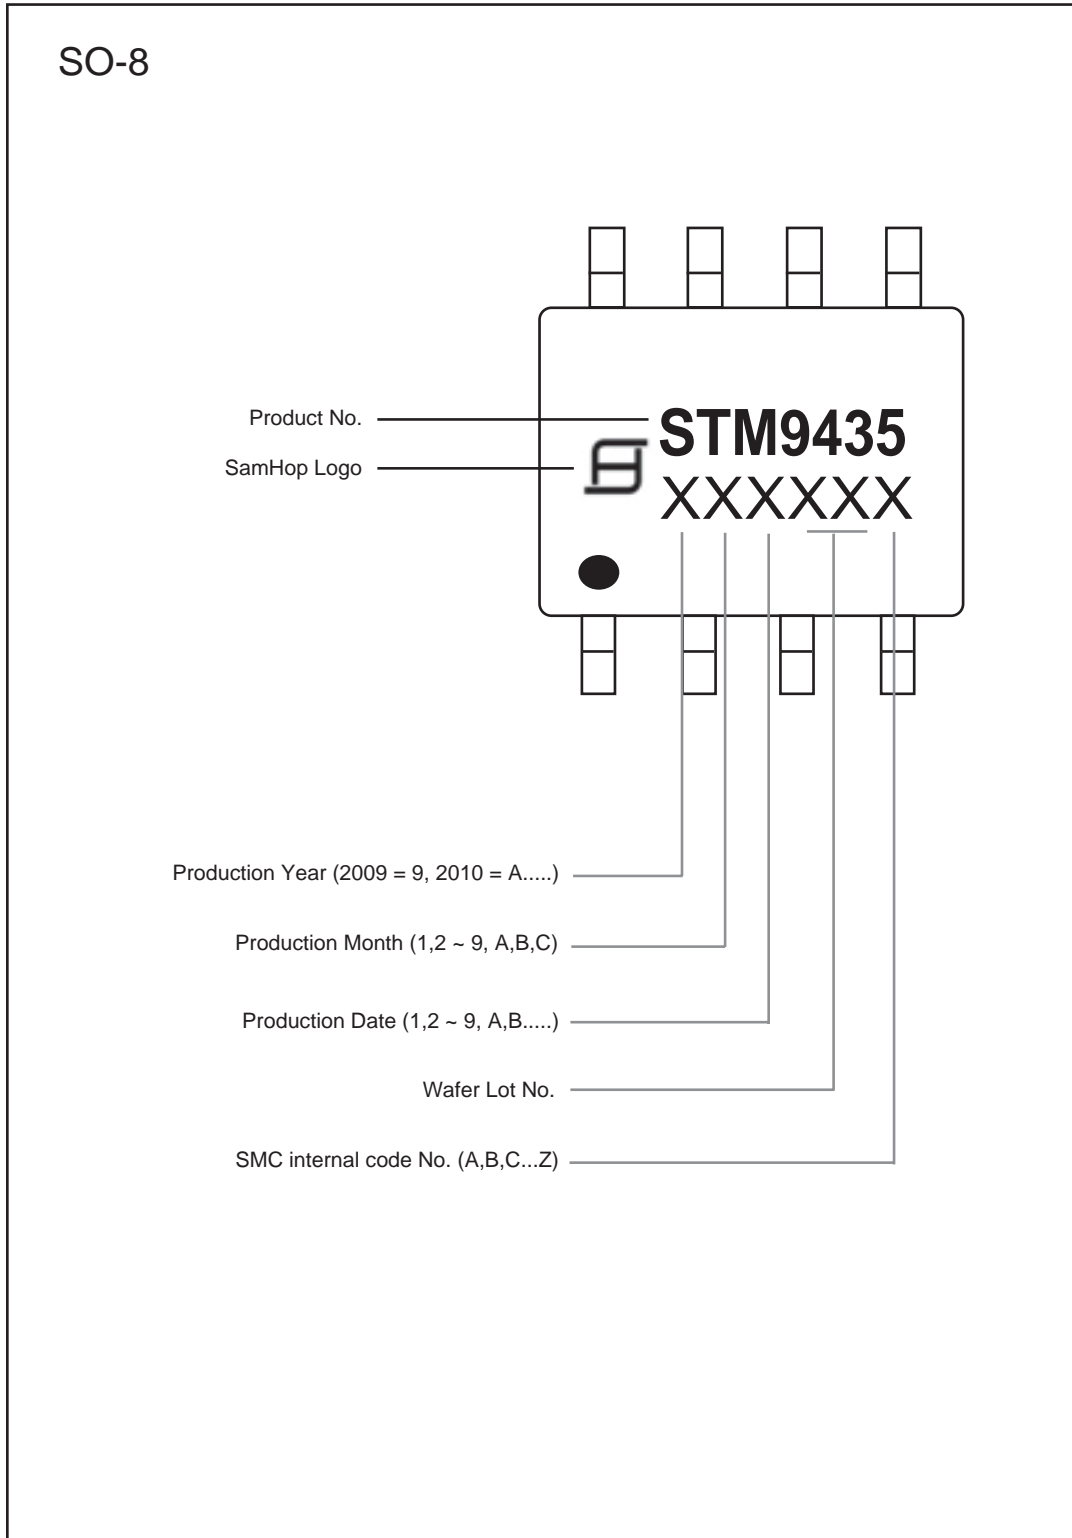 SO-8
Product No.
STM9435
SamHop Logo
XXXXXX
Production Year (2009 = 9, 2010 = A.....)
Production Month (1,2 ~ 9, A,B,C)
Production Date (1,2 ~ 9, A,B.....)
Wafer Lot No.
SMC internal code No. (A,B,C...Z)